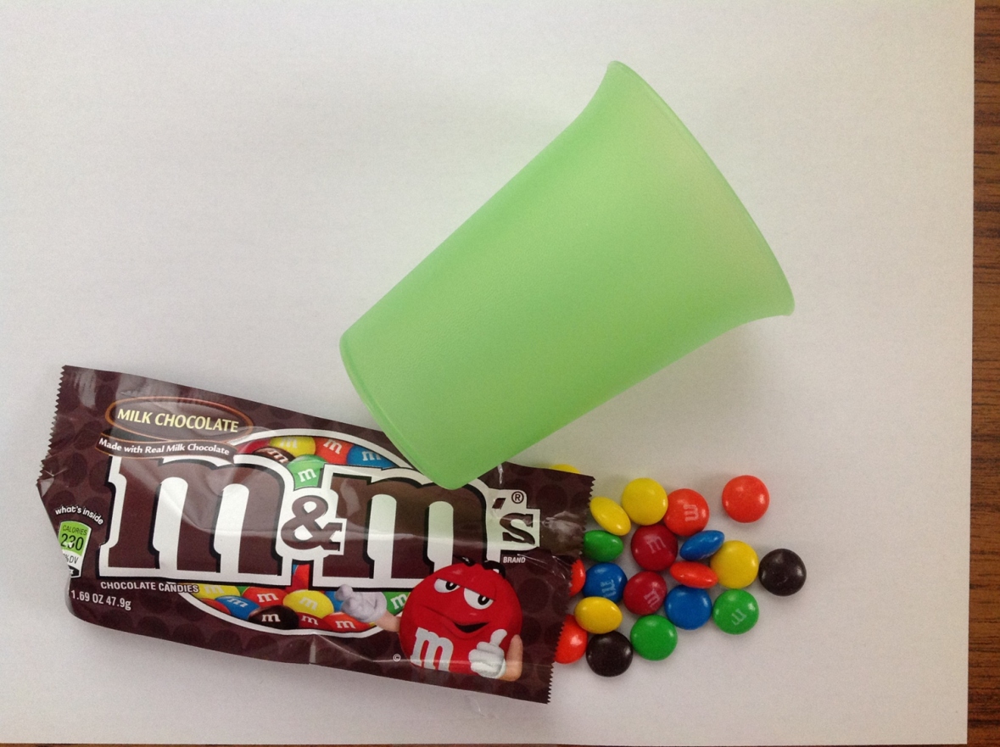 MILK CHOCOLATE
Made with Real Milk Chocolate
m&m's®
BRAND
what's inside
CALORIES
230
%DV
CHOCOLATE CANDIES
1.69 OZ 47.9g
©